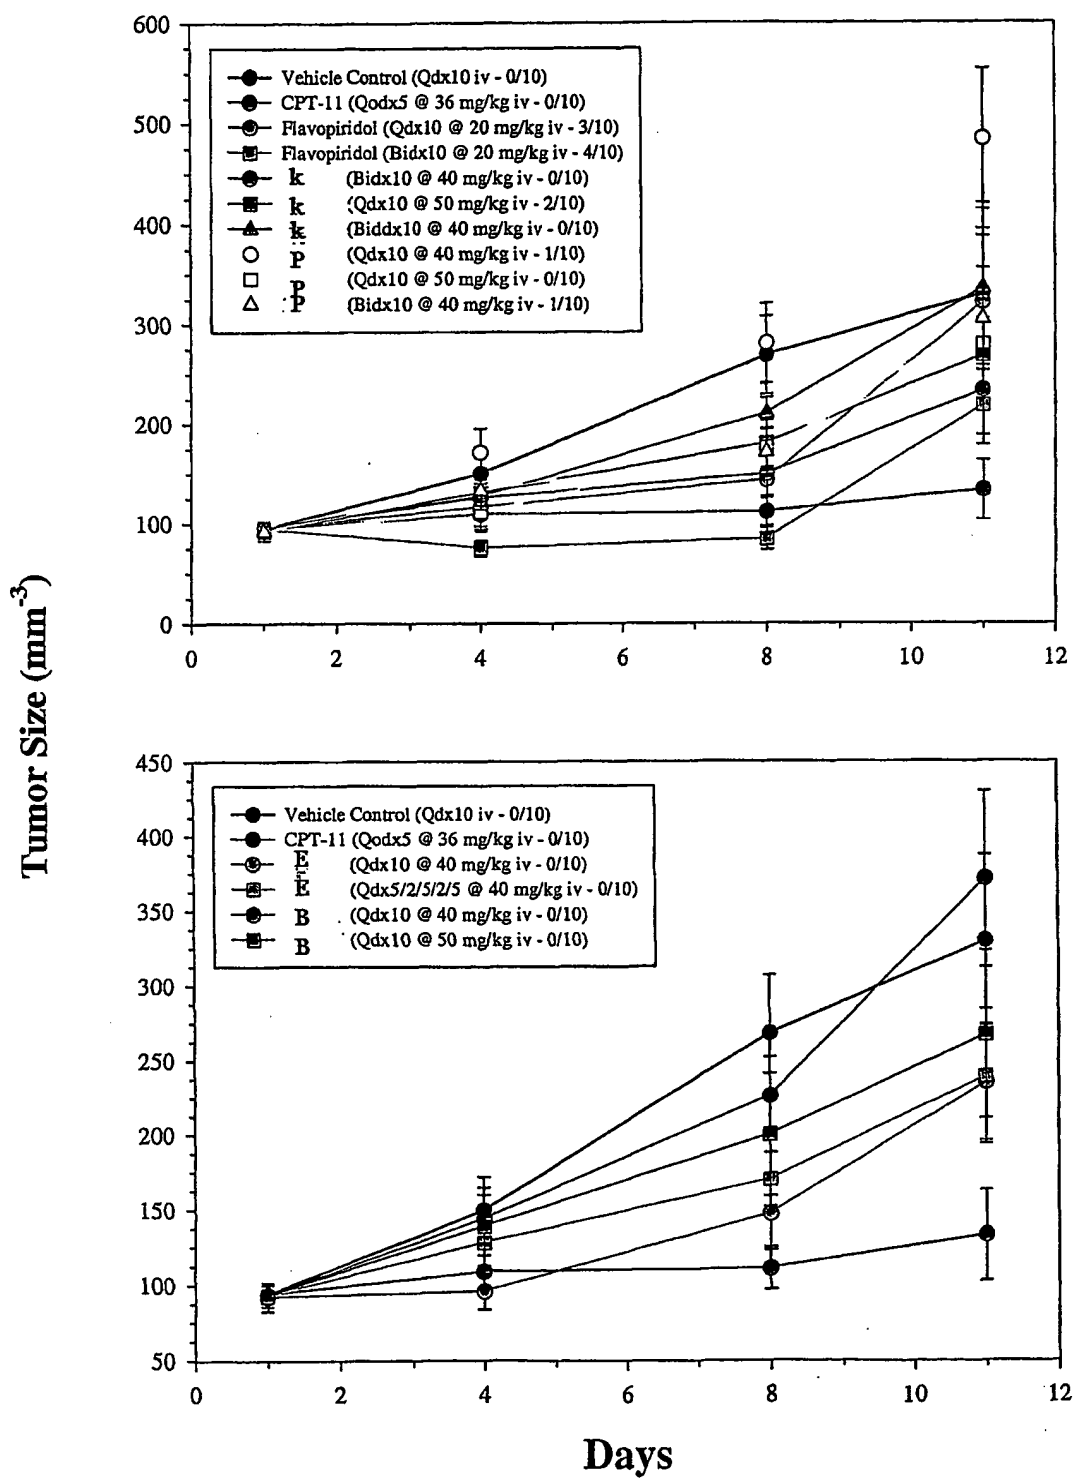 600
500
400
300
200
100
0
0 2 4 6 8 10 12
Vehicle Control (Qdx10 iv - 0/10)
CPT-11 (Qodx5 @ 36 mg/kg iv - 0/10)
Flavopiridol (Qdx10 @ 20 mg/kg iv - 3/10)
Flavopiridol (Bidx10 @ 20 mg/kg iv - 4/10)
k (Bidx10 @ 40 mg/kg iv - 0/10)
k (Qdx10 @ 50 mg/kg iv - 2/10)
k (Biddx10 @ 40 mg/kg iv - 0/10)
P (Qdx10 @ 40 mg/kg iv - 1/10)
P (Qdx10 @ 50 mg/kg iv - 0/10)
P (Bidx10 @ 40 mg/kg iv - 1/10)
Tumor Size (mm-3)
450
400
350
300
250
200
150
100
50
0 2 4 6 8 10 12
Vehicle Control (Qdx10 iv - 0/10)
CPT-11 (Qodx5 @ 36 mg/kg iv - 0/10)
E (Qdx10 @ 40 mg/kg iv - 0/10)
E (Qdx5/2/5/2/5 @ 40 mg/kg iv - 0/10)
B (Qdx10 @ 40 mg/kg iv - 0/10)
B (Qdx10 @ 50 mg/kg iv - 0/10)
Days